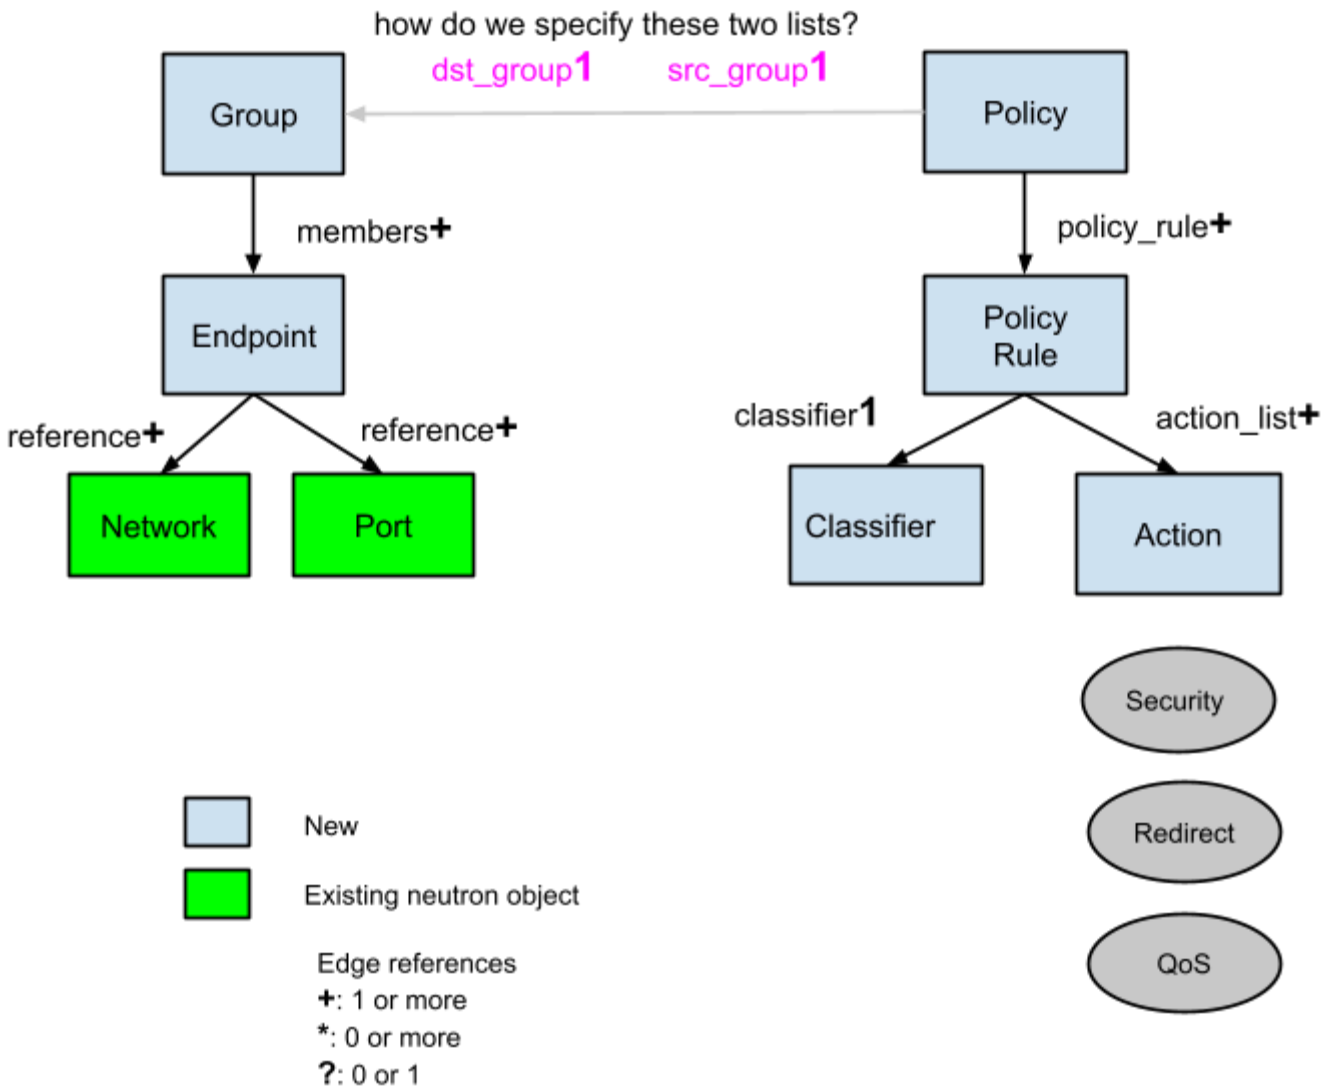 how do we specify these two lists?
dst_group1 src_group1
Group
Policy
members+
policy_rule+
Endpoint
Policy
Rule
reference+
reference+
classifier1
action_list+
Network
Port
Classifier
Action
Security
Redirect
QoS
New
Existing neutron object
Edge references
+: 1 or more
*: 0 or more
?: 0 or 1